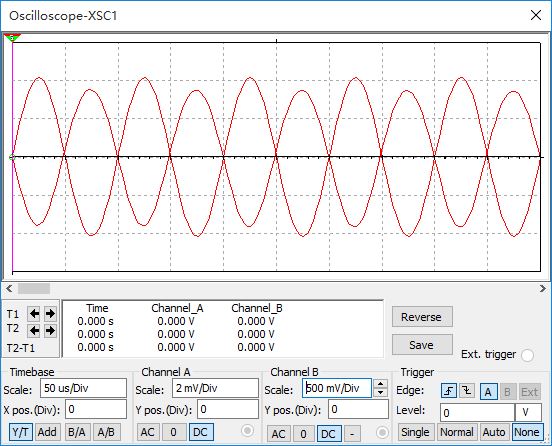 Oscilloscope-XSC1
T1
T2
T2-T1
Time Channel_A Channel_B
0.000 s 0.000 V 0.000 V
0.000 s 0.000 V 0.000 V
0.000 s 0.000 V 0.000 V
Reverse
Save
Ext. trigger
Timebase
Scale: 50 us/Div
X pos.(Div): 0
Y/T Add B/A A/B
Channel A
Scale: 2 mV/Div
Y pos.(Div): 0
AC 0 DC
Channel B
Scale: 500 mV/Div
Y pos.(Div): 0
AC 0 DC -
Trigger
Edge: A B Ext
Level: 0 V
Single Normal Auto None